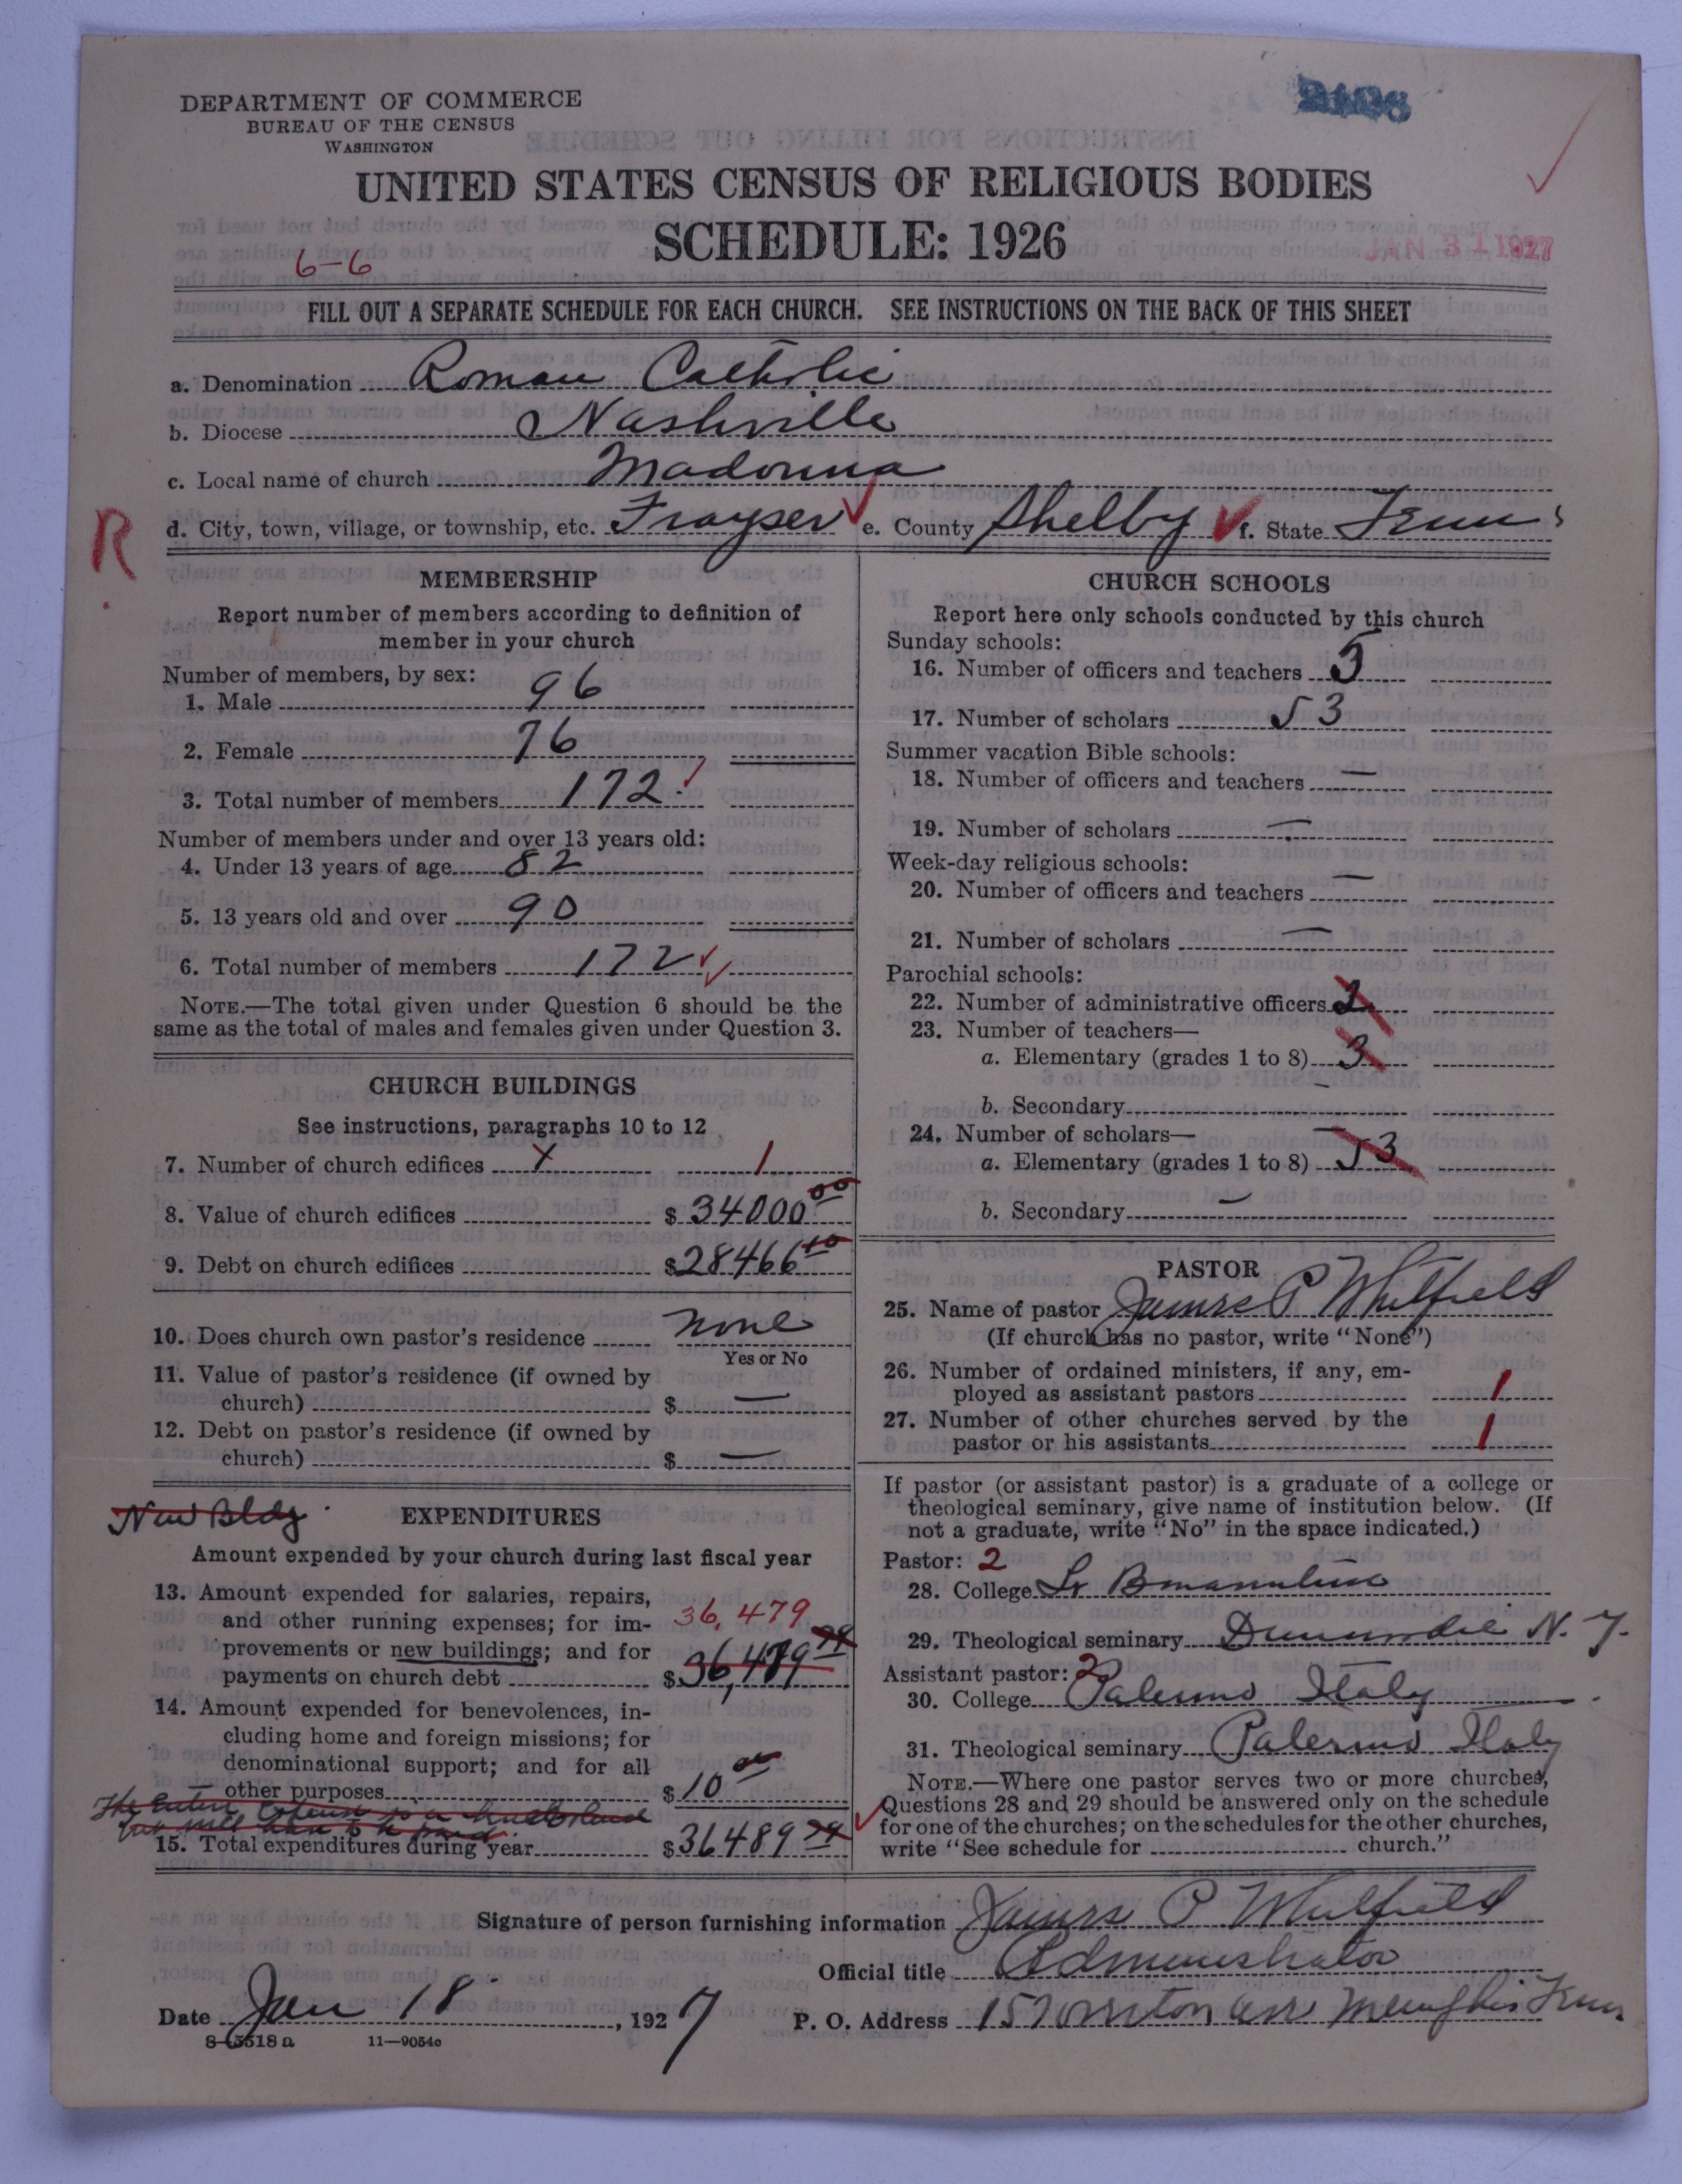 DEPARTMENT OF COMMERCE
BUREAU OF THE CENSUS
WASHINGTON
UNITED STATES CENSUS OF RELIGIOUS BODIES
SCHEDULE: 1926
JAN 31 1927
6-6
FILL OUT A SEPARATE SCHEDULE FOR EACH CHURCH. SEE INSTRUCTIONS ON THE BACK OF THIS SHEET
a. Denomination Roman Catholic
b. Diocese Nashville
c. Local name of church Madonna
R d. City, town, village, or township, etc. Frayser e. County Shelby f. State Tenn
MEMBERSHIP
Report number of members according to definition of
member in your church
Number of members, by sex:
1. Male 96
2. Female 76
3. Total number of members 172
Number of members under and over 13 years old:
4. Under 13 years of age 82
5. 13 years old and over 90
6. Total number of members 172
NOTE.—The total given under Question 6 should be the
same as the total of males and females given under Question 3.
CHURCH BUILDINGS
See instructions, paragraphs 10 to 12
7. Number of church edifices 1
8. Value of church edifices $ 34000 00
9. Debt on church edifices $ 28466 10
10. Does church own pastor's residence none
Yes or No
11. Value of pastor's residence (if owned by
church) $ —
12. Debt on pastor's residence (if owned by
church) $ —
New Bldg. EXPENDITURES
Amount expended by your church during last fiscal year
13. Amount expended for salaries, repairs,
and other running expenses; for im- 36,479
provements or new buildings; and for
payments on church debt $ 36,479
14. Amount expended for benevolences, in-
cluding home and foreign missions; for
denominational support; and for all
other purposes $ 10 00
15. Total expenditures during year $ 36489
CHURCH SCHOOLS
Report here only schools conducted by this church
Sunday schools:
16. Number of officers and teachers 5
17. Number of scholars 53
Summer vacation Bible schools:
18. Number of officers and teachers —
19. Number of scholars —
Week-day religious schools:
20. Number of officers and teachers —
21. Number of scholars —
Parochial schools:
22. Number of administrative officers 2
23. Number of teachers—
a. Elementary (grades 1 to 8) 3
b. Secondary —
24. Number of scholars—
a. Elementary (grades 1 to 8) 53
b. Secondary —
PASTOR
25. Name of pastor James P Whitfield
(If church has no pastor, write "None")
26. Number of ordained ministers, if any, em-
ployed as assistant pastors 1
27. Number of other churches served by the
pastor or his assistants 1
If pastor (or assistant pastor) is a graduate of a college or
theological seminary, give name of institution below. (If
not a graduate, write "No" in the space indicated.)
Pastor: 2
28. College
29. Theological seminary N. Y.
Assistant pastor: 2
30. College Palermo Italy
31. Theological seminary Palermo Italy
NOTE.—Where one pastor serves two or more churches,
Questions 28 and 29 should be answered only on the schedule
for one of the churches; on the schedules for the other churches,
write "See schedule for church."
Signature of person furnishing information James P Whitfield
Official title Administrator
Date Jan 18, 1927 P. O. Address Memphis Tenn
8-5518 a 11—9054c